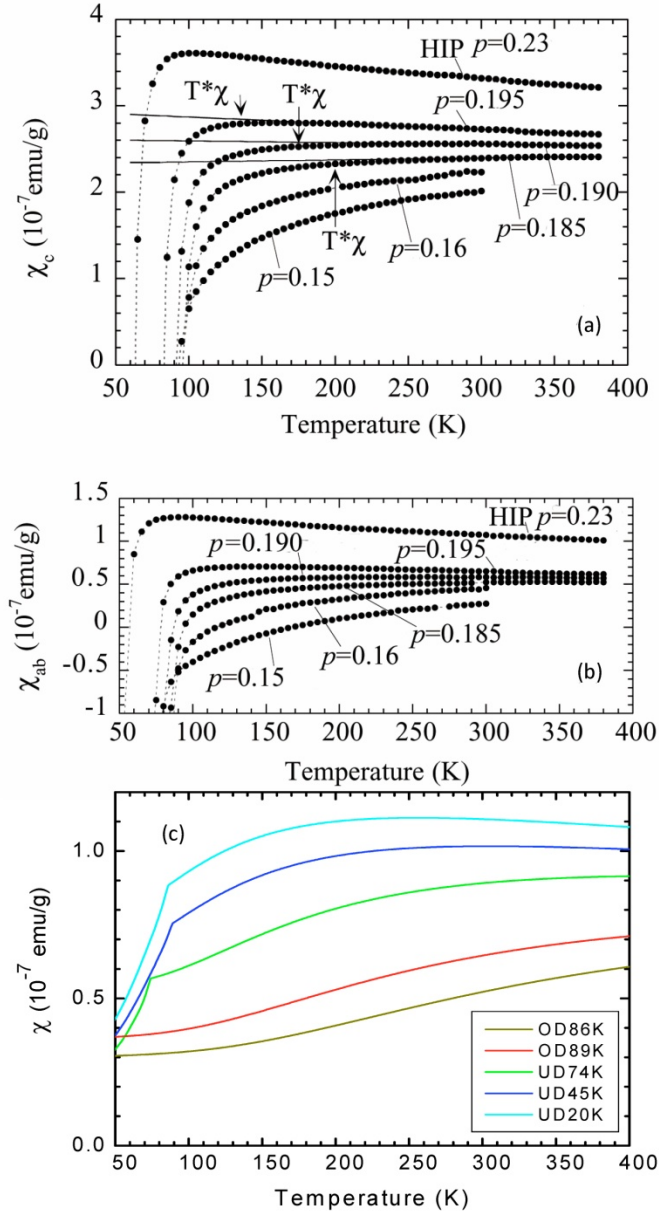 4
3
2
1
0
χc (10-7emu/g)
HIP p=0.23
p=0.195
T*χ
T*χ
p=0.190
p=0.185
T*χ
p=0.16
p=0.15
(a)
50 100 150 200 250 300 350 400
Temperature (K)
1.5
1
0.5
0
-0.5
-1
χab (10-7emu/g)
HIP p=0.23
p=0.190
p=0.195
p=0.185
p=0.16
p=0.15
(b)
50 100 150 200 250 300 350 400
Temperature (K)
(c)
1.0
0.5
0.0
χ (10-7 emu/g)
OD86K
OD89K
UD74K
UD45K
UD20K
50 100 150 200 250 300 350 400
Temperature (K)